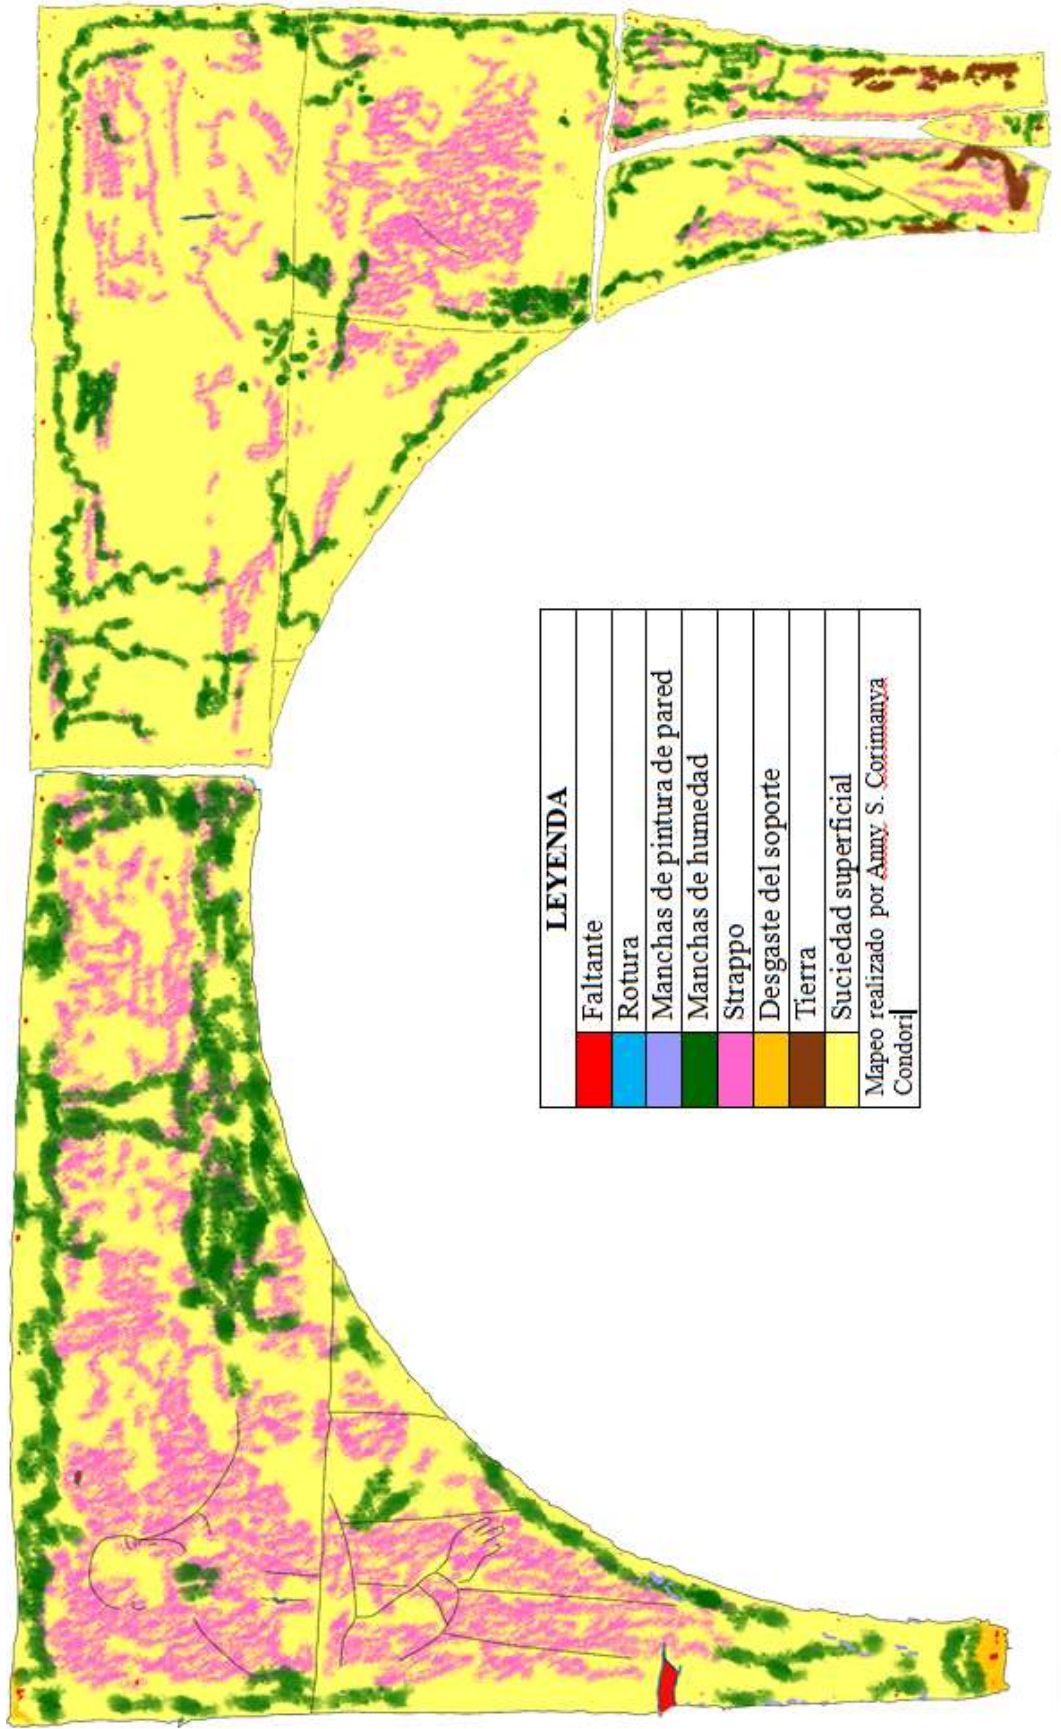 LEYENDA
Faltante
Rotura
Manchas de pintura de pared
Manchas de humedad
Strappo
Desgaste del soporte
Tierra
Suciedad superficial
Mapeo realizado por Anny S. Corimanya
Condori